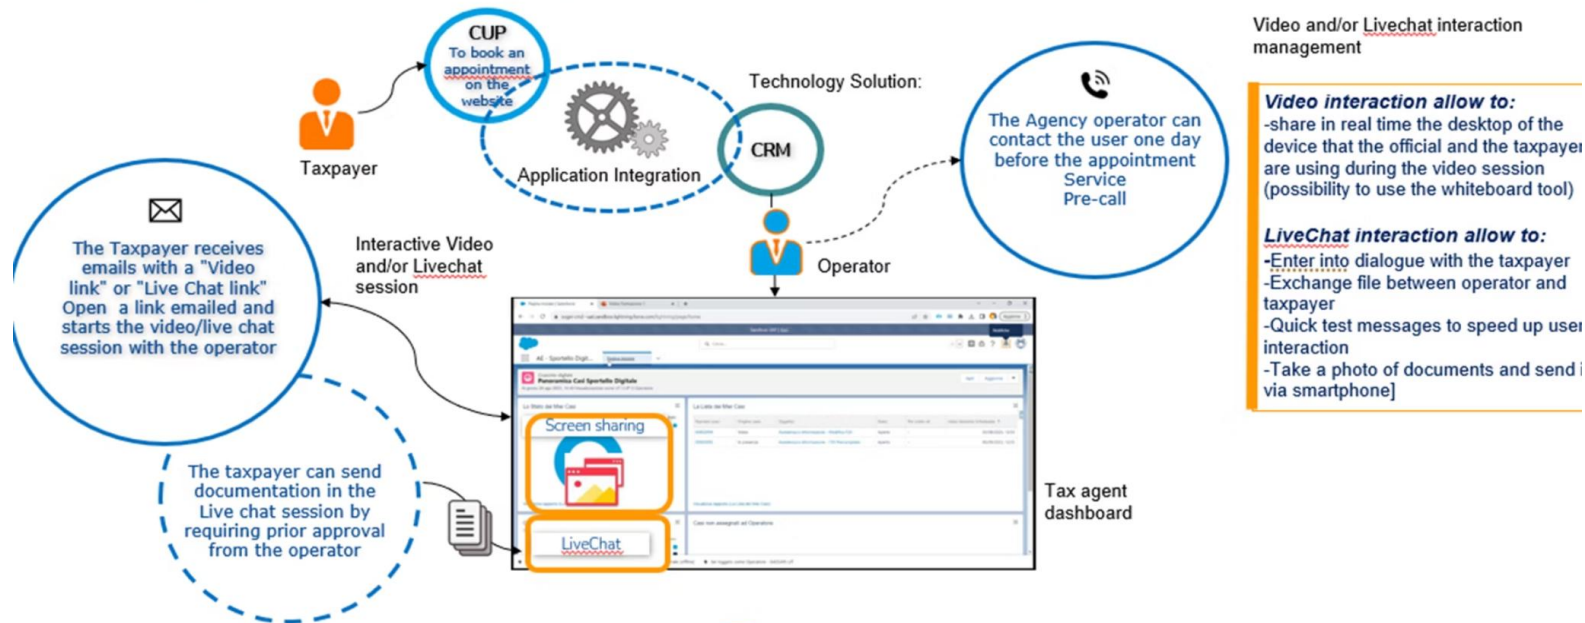 CUP
To book an
appointment
on the
website
Taxpayer
Application Integration
Technology Solution:
CRM
Operator
The Agency operator can
contact the user one day
before the appointment
Service
Pre-call
Video and/or Livechat interaction
management
Video interaction allow to:
-share in real time the desktop of the
device that the official and the taxpayer
are using during the video session
(possibility to use the whiteboard tool)
LiveChat interaction allow to:
-Enter into dialogue with the taxpayer
-Exchange file between operator and
taxpayer
-Quick test messages to speed up user
interaction
-Take a photo of documents and send i
via smartphone]
The Taxpayer receives
emails with a "Video
link" or "Live Chat link"
Open a link emailed and
starts the video/live chat
session with the operator
Interactive Video
and/or Livechat
session
The taxpayer can send
documentation in the
Live chat session by
requiring prior approval
from the operator
AE - Sportello Digit...
Panoramica Casi Sportello Digitale
Screen sharing
LiveChat
Casi non assegnati ad Operatore
Tax agent
dashboard